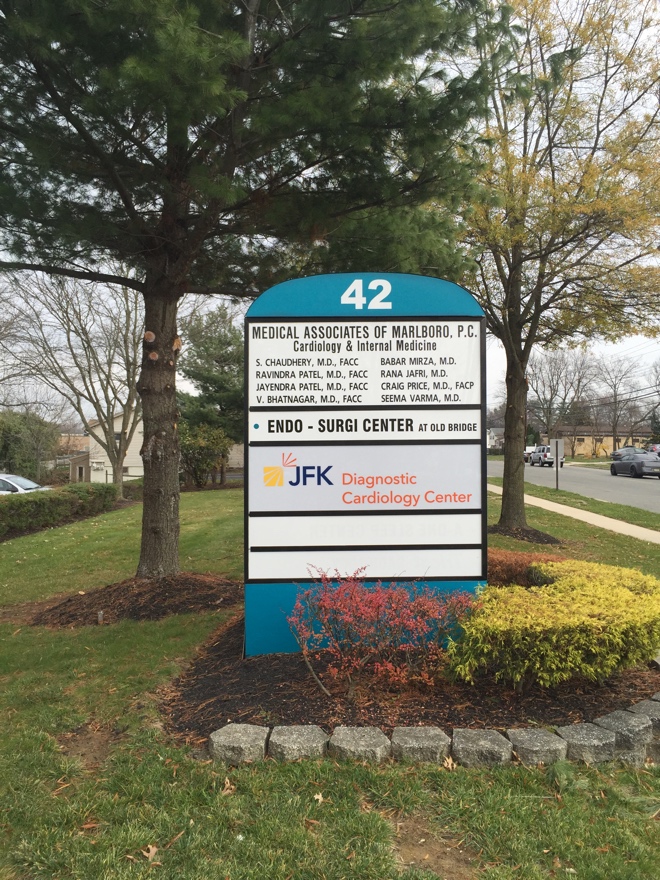 42
MEDICAL ASSOCIATES OF MARLBORO, P.C.
Cardiology & Internal Medicine
S. CHAUDHERY, M.D., FACC BABAR MIRZA, M.D.
RAVINDRA PATEL, M.D., FACC RANA JAFRI, M.D.
JAYENDRA PATEL, M.D., FACC CRAIG PRICE, M.D., FACP
V. BHATNAGAR, M.D., FACC SEEMA VARMA, M.D.
• ENDO - SURGI CENTER AT OLD BRIDGE
JFK Diagnostic
Cardiology Center